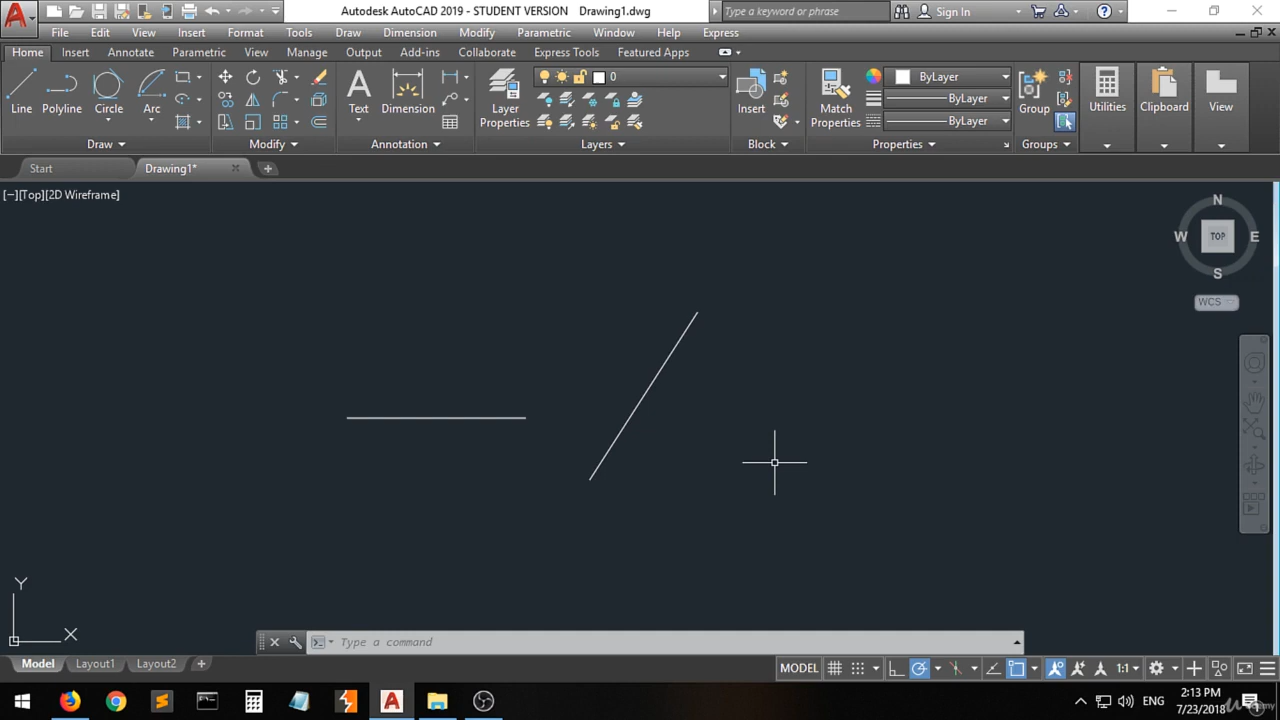 Autodesk AutoCAD 2019 - STUDENT VERSION Drawing1.dwg
Type a keyword or phrase
Sign In
File Edit View Insert Format Tools Draw Dimension Modify Parametric Window Help Express
Home Insert Annotate Parametric View Manage Output Add-ins Collaborate Express Tools Featured Apps
0
ByLayer
ByLayer
ByLayer
Line Polyline Circle Arc
Text Dimension
Layer Properties
Insert
Match Properties
Group
Utilities
Clipboard
View
Draw Modify Annotation Layers Block Properties Groups
Start Drawing1*
[−][Top][2D Wireframe]
N
W TOP E
S
WCS
Y
X
Type a command
Model Layout1 Layout2
MODEL 1:1
ENG
2:13 PM
7/23/2018